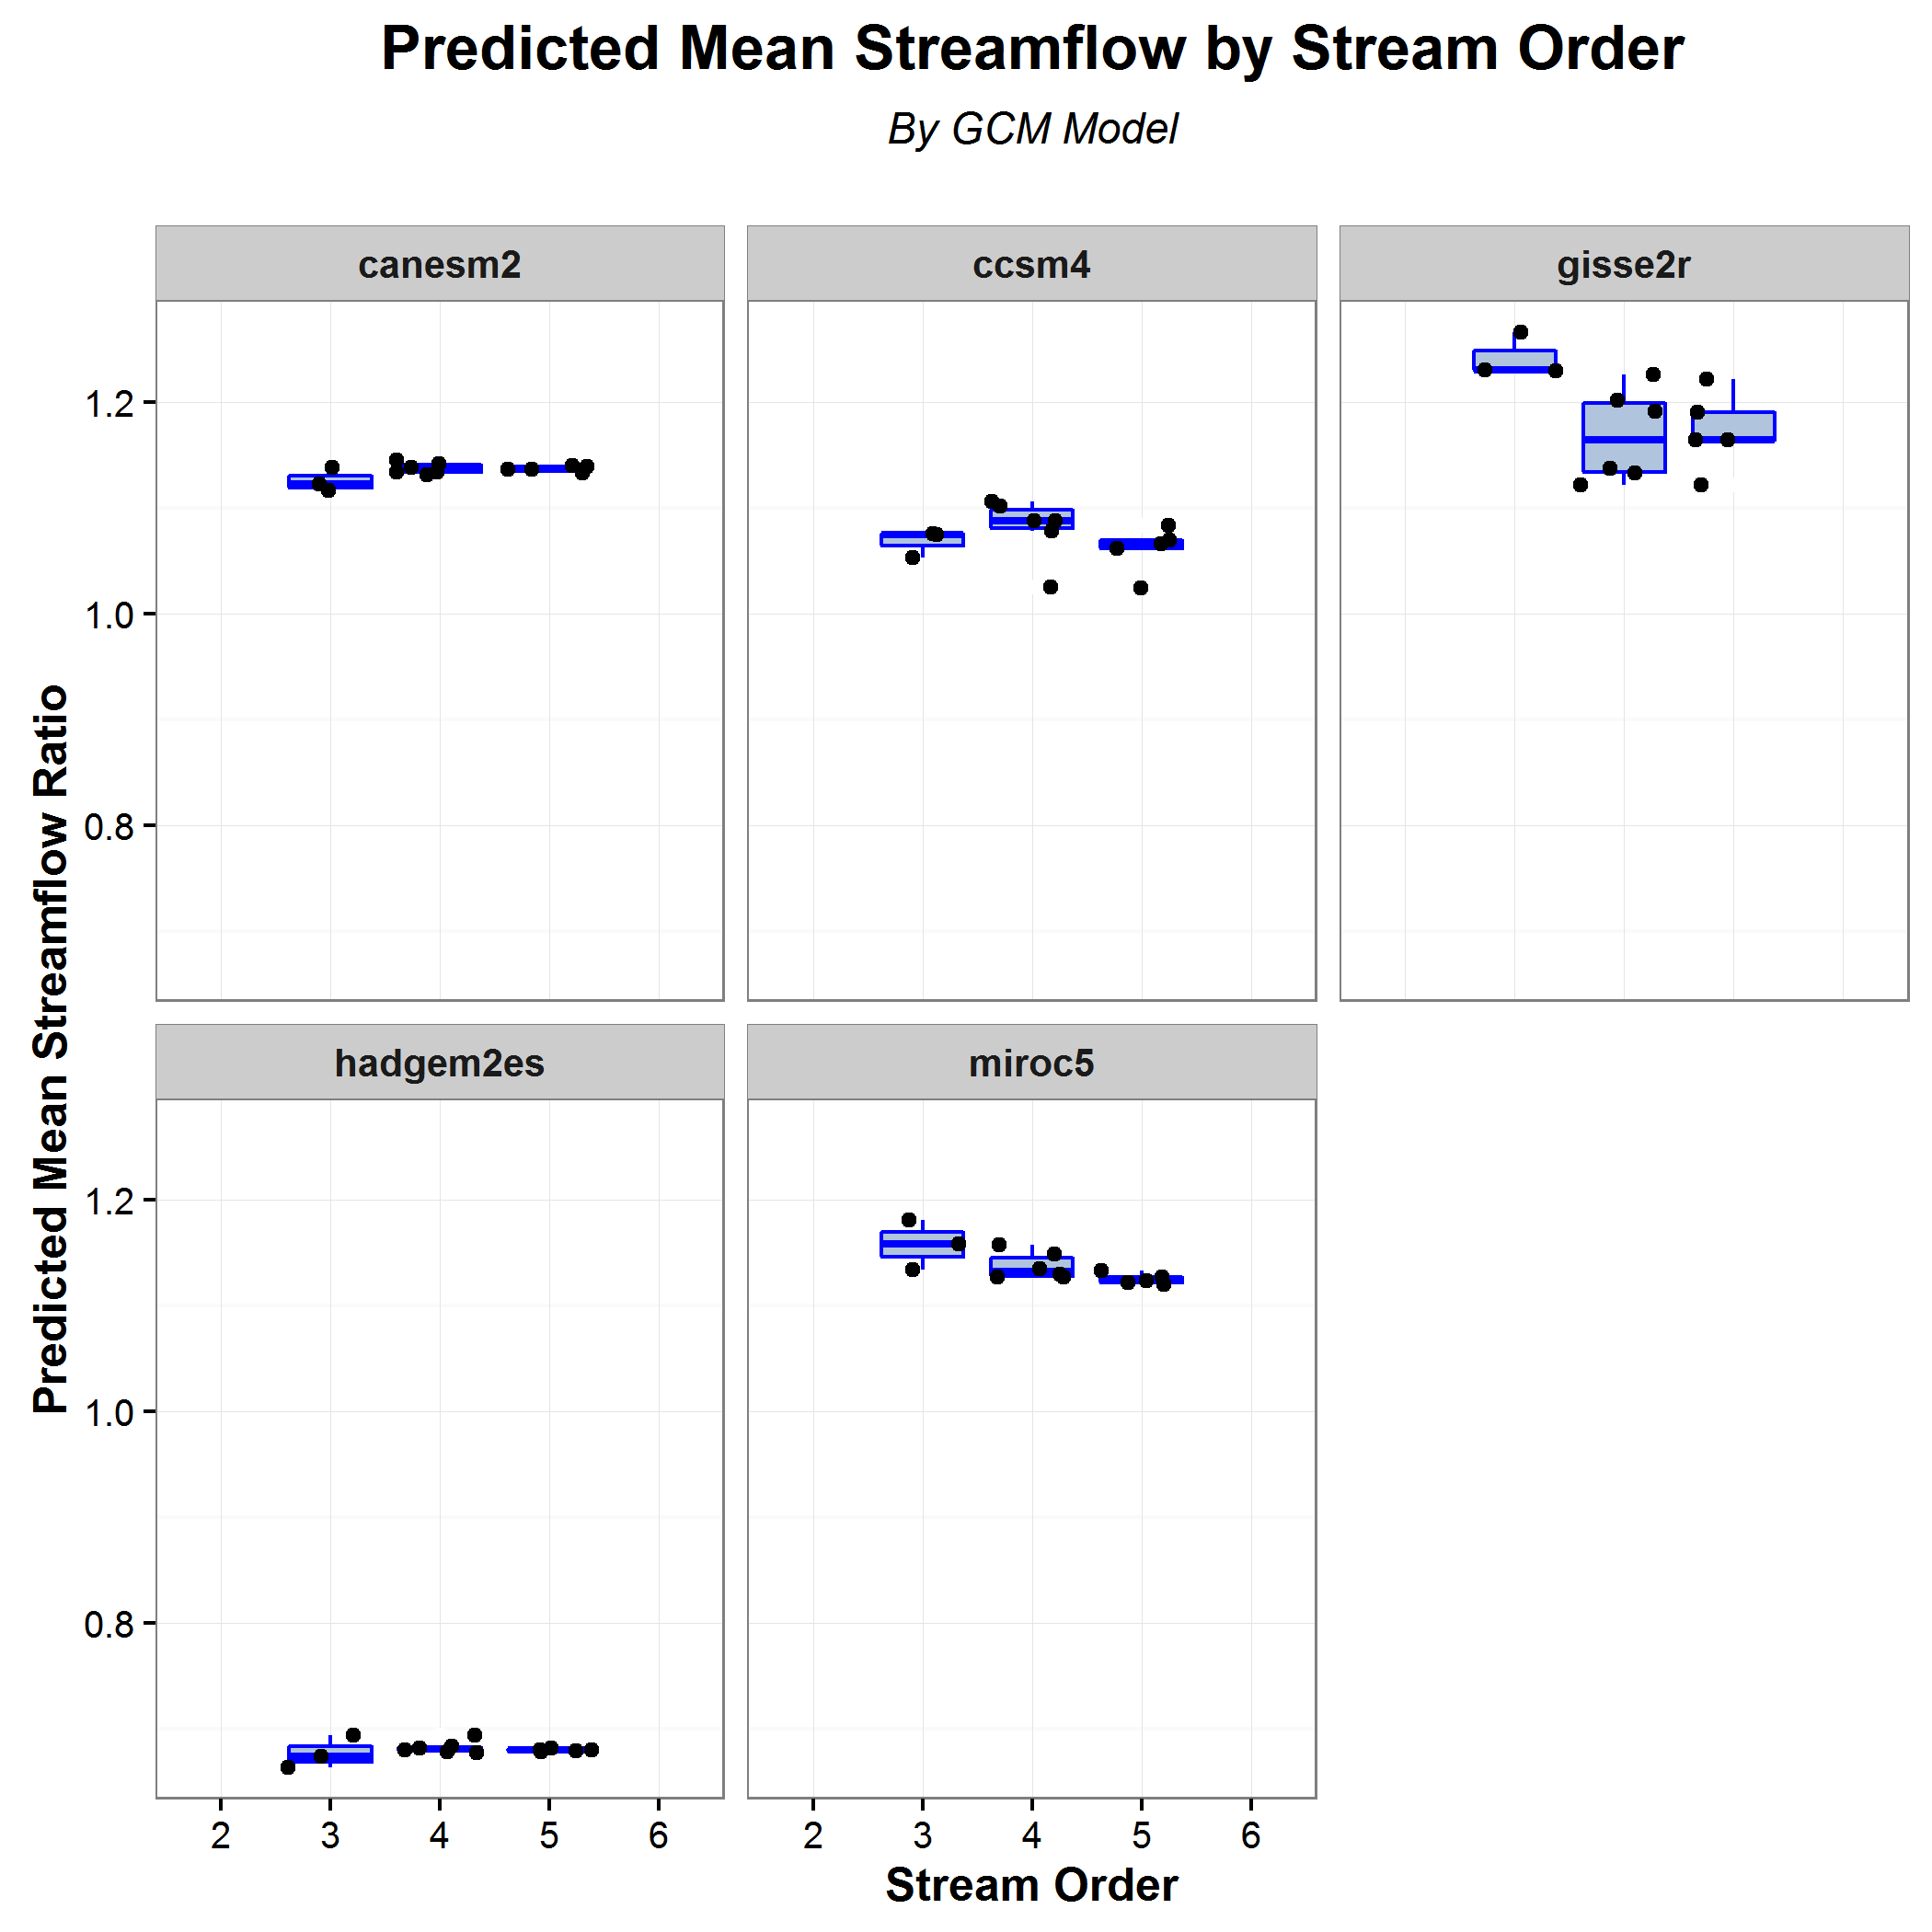 Predicted Mean Streamflow by Stream Order
By GCM Model
canesm2
ccsm4
gisse2r
1.2
1.0
0.8
Predicted Mean Streamflow Ratio
hadgem2es
miroc5
1.2
1.0
0.8
2 3 4 5 6
2 3 4 5 6
Stream Order